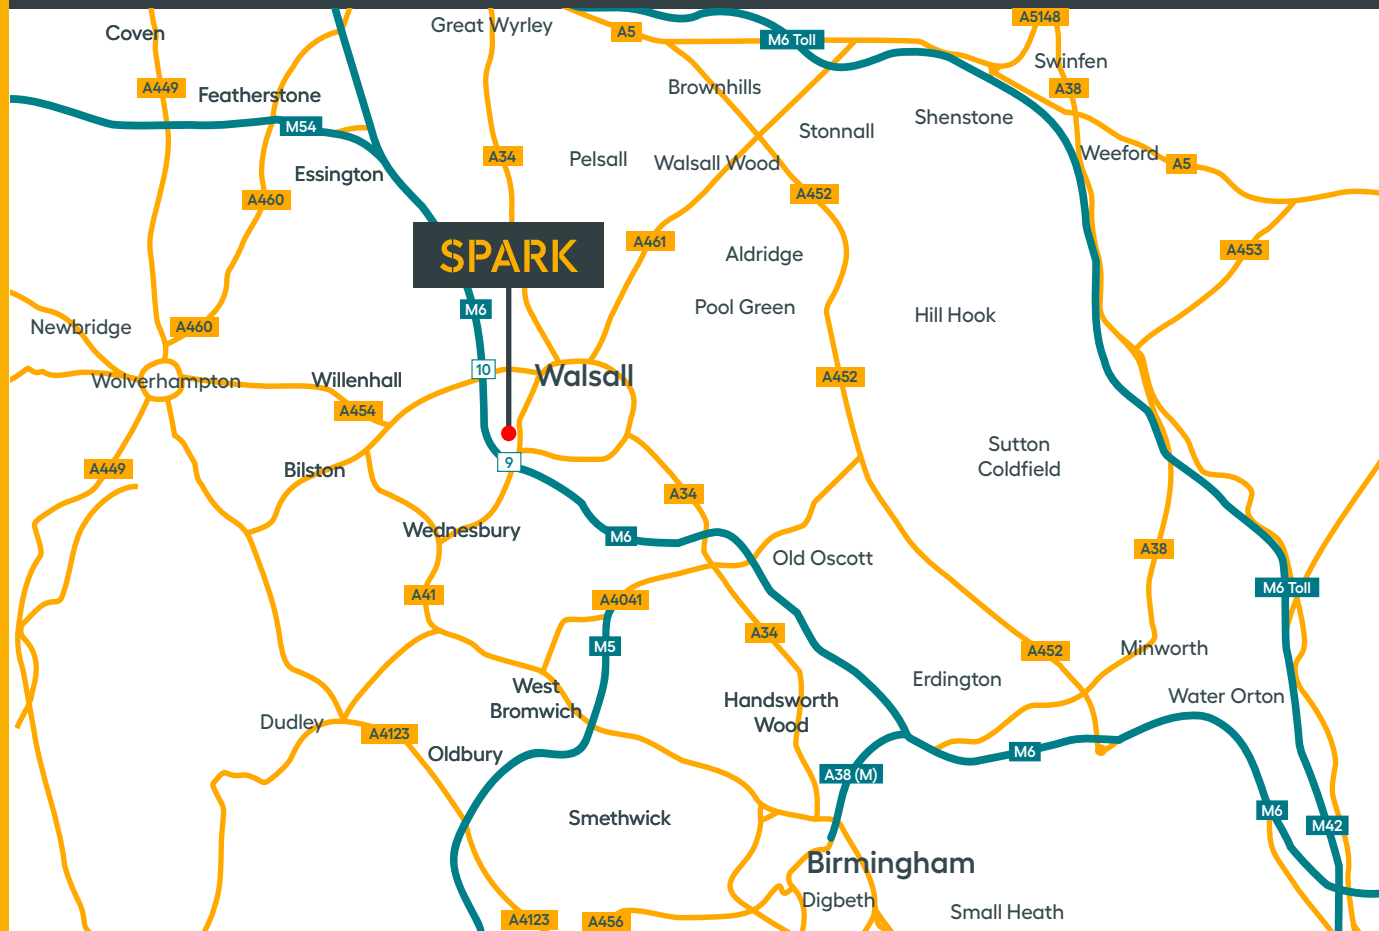 A5148
Great Wyrley
Coven
A5
M6 Toll
Swinfen
A449
Featherstone
Brownhills
A38
M54
Shenstone
Stonnall
A34
Pelsall
Walsall Wood
Weeford
A5
Essington
A460
A452
SPARK
A461
Aldridge
A453
M6
Pool Green
Hill Hook
Newbridge
A460
10
Walsall
Wolverhampton
Willenhall
A452
A454
Sutton
Coldfield
9
A449
Bilston
A34
Wednesbury
M6
A38
Old Oscott
M6 Toll
A41
A4041
A34
M5
A452
Minworth
Erdington
West
Bromwich
Handsworth
Wood
Water Orton
Dudley
A4123
Oldbury
M6
A38 (M)
M6
Smethwick
M42
Birmingham
Digbeth
Small Heath
A4123
A456